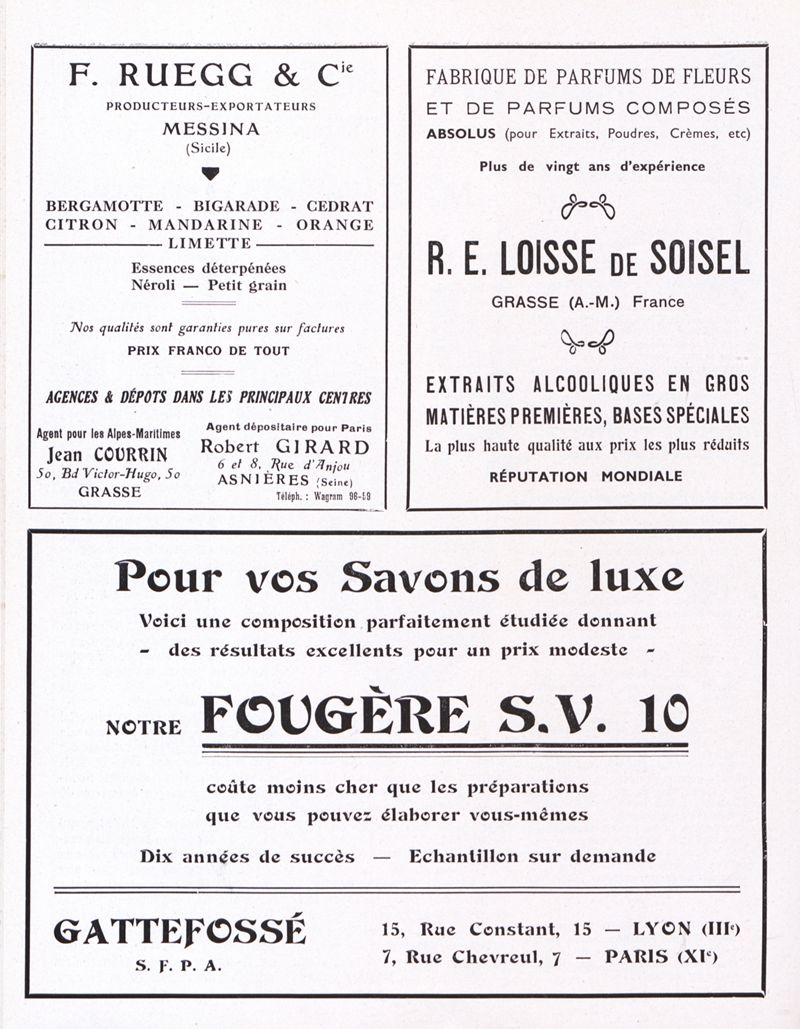 F. RUEGG & Cie
PRODUCTEURS-EXPORTATEURS
MESSINA
(Sicile)
BERGAMOTTE - BIGARADE - CEDRAT
CITRON - MANDARINE - ORANGE
LIMETTE
Essences déterpénées
Néroli — Petit grain
Nos qualités sont garanties pures sur factures
PRIX FRANCO DE TOUT
AGENCES & DÉPOTS DANS LES PRINCIPAUX CENTRES
Agent pour les Alpes-Maritimes
Jean COURRIN
50, Bd Victor-Hugo, 50
GRASSE
Agent dépositaire pour Paris
Robert GIRARD
6 et 8, Rue d'Anjou
ASNIÈRES (Seine)
Téléph. : Wagram 96-59
FABRIQUE DE PARFUMS DE FLEURS
ET DE PARFUMS COMPOSÉS
ABSOLUS (pour Extraits, Poudres, Crèmes, etc)
Plus de vingt ans d'expérience
R. E. LOISSE DE SOISEL
GRASSE (A.-M.) France
EXTRAITS ALCOOLIQUES EN GROS
MATIÈRES PREMIÈRES, BASES SPÉCIALES
La plus haute qualité aux prix les plus réduits
RÉPUTATION MONDIALE
Pour vos Savons de luxe
Voici une composition parfaitement étudiée donnant
- des résultats excellents pour un prix modeste -
NOTRE FOUGÈRE S.V. 10
coûte moins cher que les préparations
que vous pouvez élaborer vous-mêmes
Dix années de succès — Echantillon sur demande
GATTEFOSSÉ
S. F. P. A.
15, Rue Constant, 15 — LYON (IIIe)
7, Rue Chevreul, 7 — PARIS (XIe)